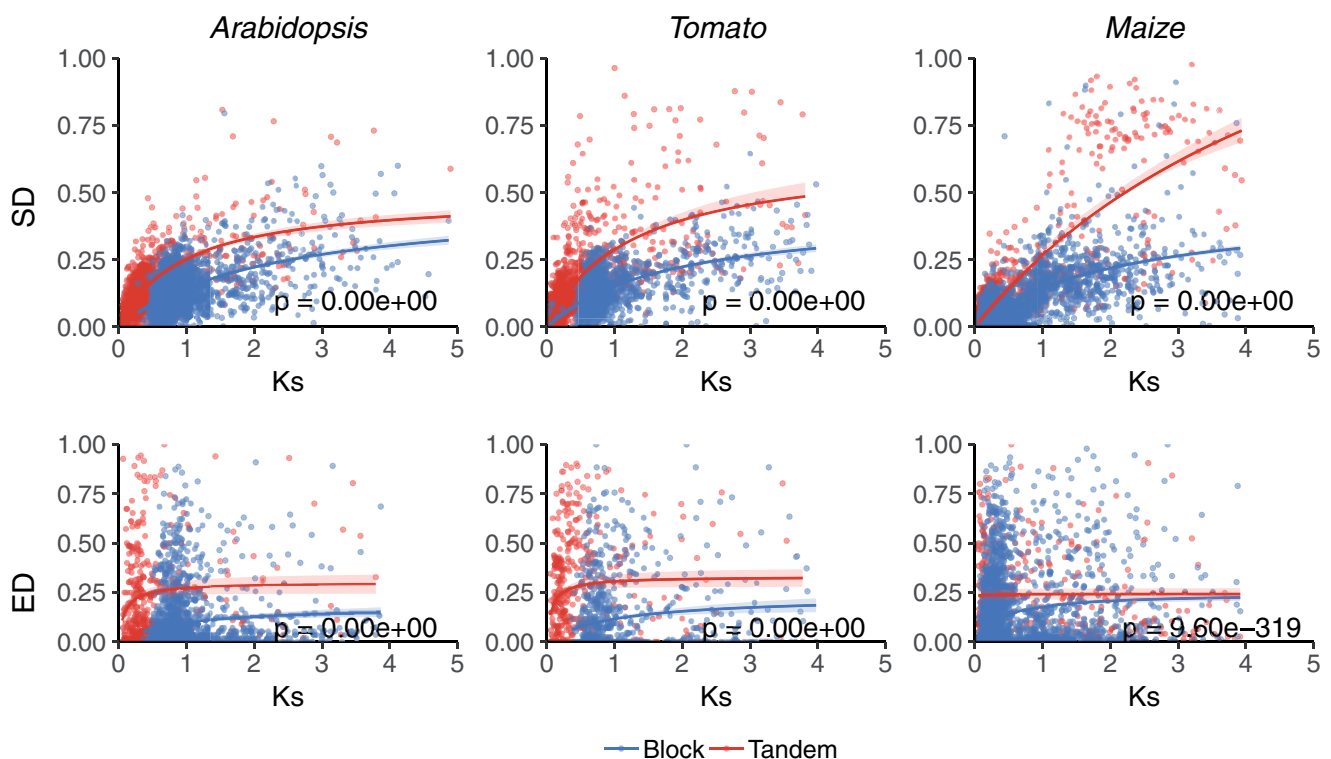 Arabidopsis Tomato Maize
SD
1.00 1.00 1.00
0.75 0.75 0.75
0.50 0.50 0.50
0.25 0.25 0.25
p = 0.00e+00 p = 0.00e+00 p = 0.00e+00
0.00 0.00 0.00
0 1 2 3 4 5 0 1 2 3 4 5 0 1 2 3 4 5
Ks Ks Ks
ED
1.00 1.00 1.00
0.75 0.75 0.75
0.50 0.50 0.50
0.25 0.25 0.25
p = 0.00e+00 p = 0.00e+00 p = 9.60e−319
0.00 0.00 0.00
0 1 2 3 4 5 0 1 2 3 4 5 0 1 2 3 4 5
Ks Ks Ks
Block Tandem